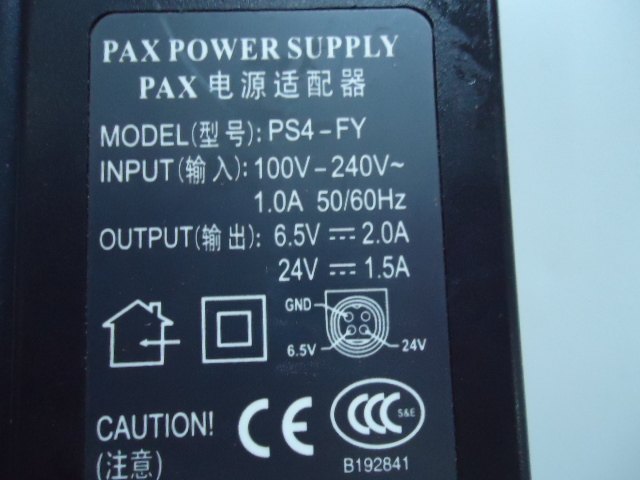 PAX POWER SUPPLY
PAX 电源适配器
MODEL(型号): PS4-FY
INPUT(输入): 100V-240V~
1.0A 50/60Hz
OUTPUT(输出): 6.5V ⎓ 2.0A
24V ⎓ 1.5A
GND
6.5V 24V
CAUTION!
(注意)
CE
CCC S&E
B192841